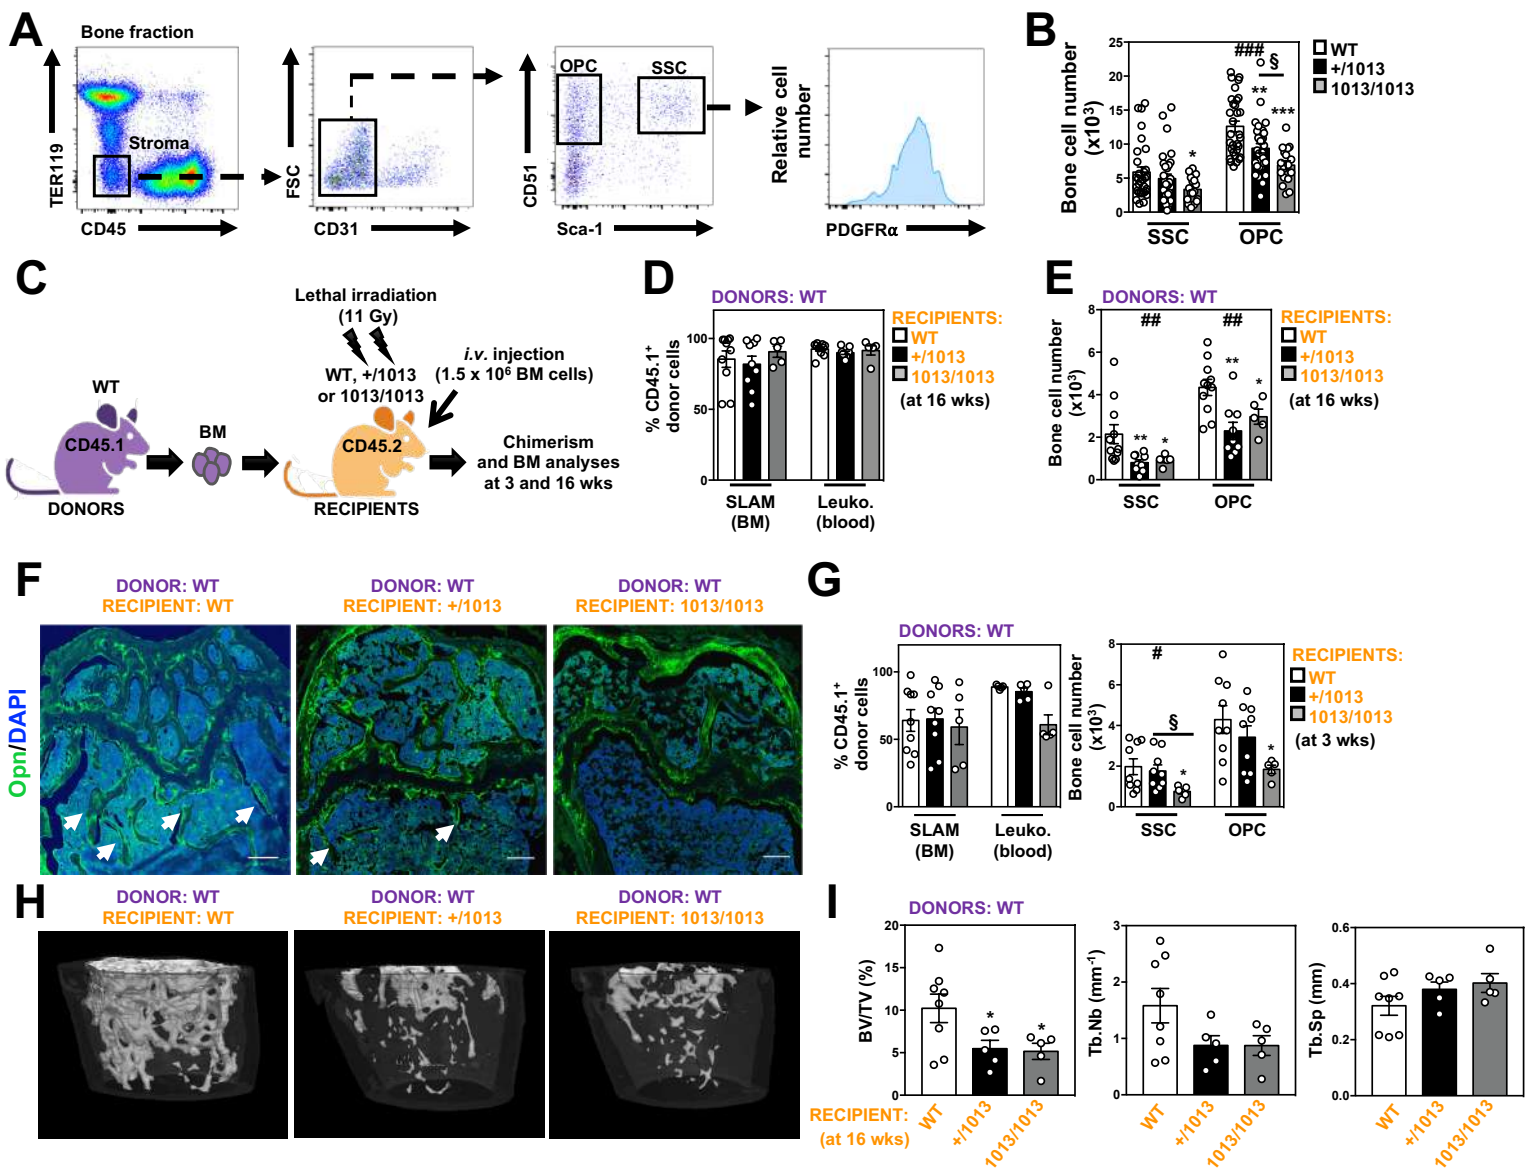 A
Bone fraction
TER119
Stroma
CD45
FSC
CD31
CD51
OPC
SSC
Sca-1
Relative cell
number
PDGFRα
B
Bone cell number
(x10³)
25
20
15
10
5
0
###
§
**
***
*
SSC
OPC
WT
+/1013
1013/1013
C
Lethal irradiation
(11 Gy)
WT, +/1013
or 1013/1013
i.v. injection
(1.5 x 10⁶ BM cells)
WT
CD45.1
BM
CD45.2
Chimerism
and BM analyses
at 3 and 16 wks
DONORS
RECIPIENTS
D
DONORS: WT
% CD45.1⁺
donor cells
100
50
0
SLAM
(BM)
Leuko.
(blood)
RECIPIENTS:
WT
+/1013
1013/1013
(at 16 wks)
E
DONORS: WT
Bone cell number
(x10³)
8
6
4
2
0
##
##
**
*
**
*
SSC
OPC
RECIPIENTS:
WT
+/1013
1013/1013
(at 16 wks)
F
DONOR: WT
RECIPIENT: WT
DONOR: WT
RECIPIENT: +/1013
DONOR: WT
RECIPIENT: 1013/1013
Opn/DAPI
G
DONORS: WT
% CD45.1⁺
donor cells
100
50
0
SLAM
(BM)
Leuko.
(blood)
Bone cell number
(x10³)
8
6
4
2
0
#
§
*
*
SSC
OPC
RECIPIENTS:
WT
+/1013
1013/1013
(at 3 wks)
H
DONOR: WT
RECIPIENT: WT
DONOR: WT
RECIPIENT: +/1013
DONOR: WT
RECIPIENT: 1013/1013
I
DONORS: WT
BV/TV (%)
20
15
10
5
0
*
*
Tb.Nb (mm⁻¹)
3
2
1
0
Tb.Sp (mm)
0.6
0.4
0.2
0.0
RECIPIENT:
(at 16 wks)
WT
+/1013
1013/1013
WT
+/1013
1013/1013
WT
+/1013
1013/1013